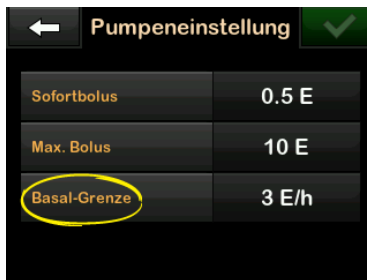 Pumpeneinstellung
Sofortbolus 0.5 E
Max. Bolus 10 E
Basal-Grenze 3 E/h